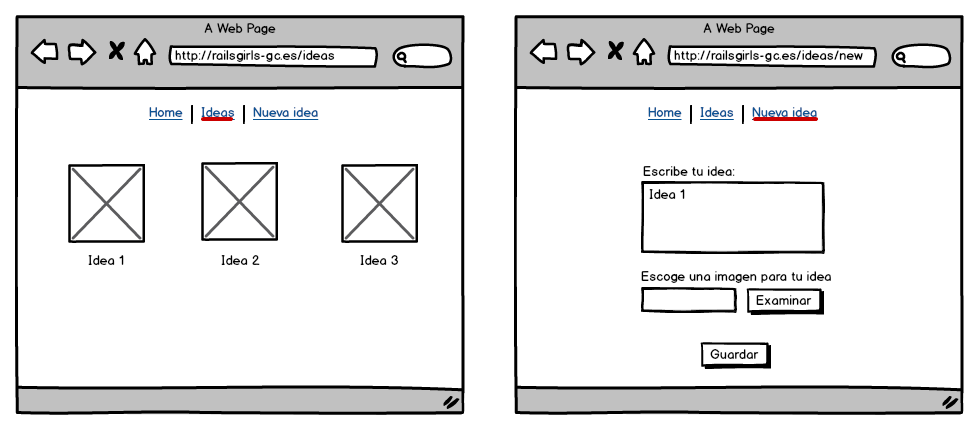 A Web Page
http://railsgirls-gc.es/ideas
Home | Ideas | Nueva idea
Idea 1 Idea 2 Idea 3
A Web Page
http://railsgirls-gc.es/ideas/new
Home | Ideas | Nueva idea
Escribe tu idea:
Idea 1
Escoge una imagen para tu idea
Examinar
Guardar